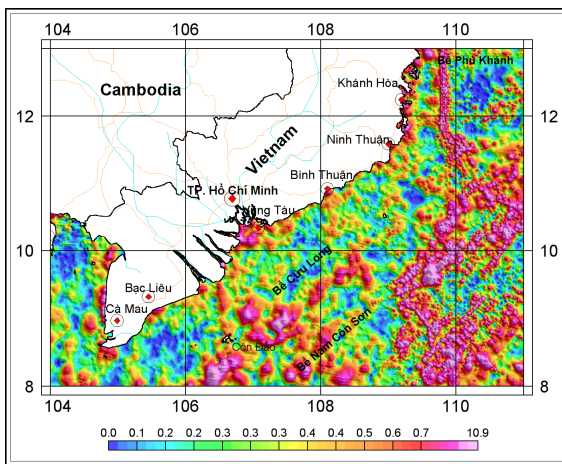 104 106 108 110
Bể Phú Khánh
Cambodia
Khánh Hòa
12 12
Vietnam
Ninh Thuận
Bình Thuận
TP. Hồ Chí Minh
Vũng Tàu
10 10
Bể Cửu Long
Bạc Liêu
Cà Mau
Bể Nam Côn Sơn
Côn Đảo
8 8
104 106 108 110
0.0 0.1 0.2 0.2 0.3 0.3 0.4 0.4 0.5 0.6 0.7 10.9